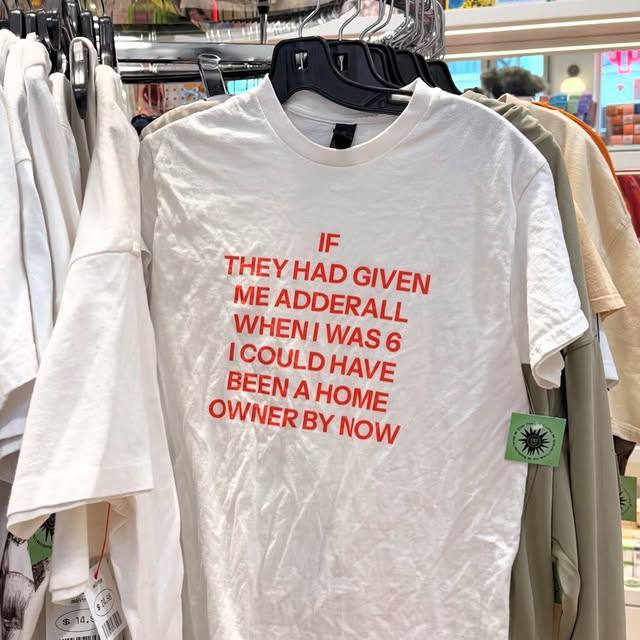 IF
THEY HAD GIVEN
ME ADDERALL
WHEN I WAS 6
I COULD HAVE
BEEN A HOME
OWNER BY NOW